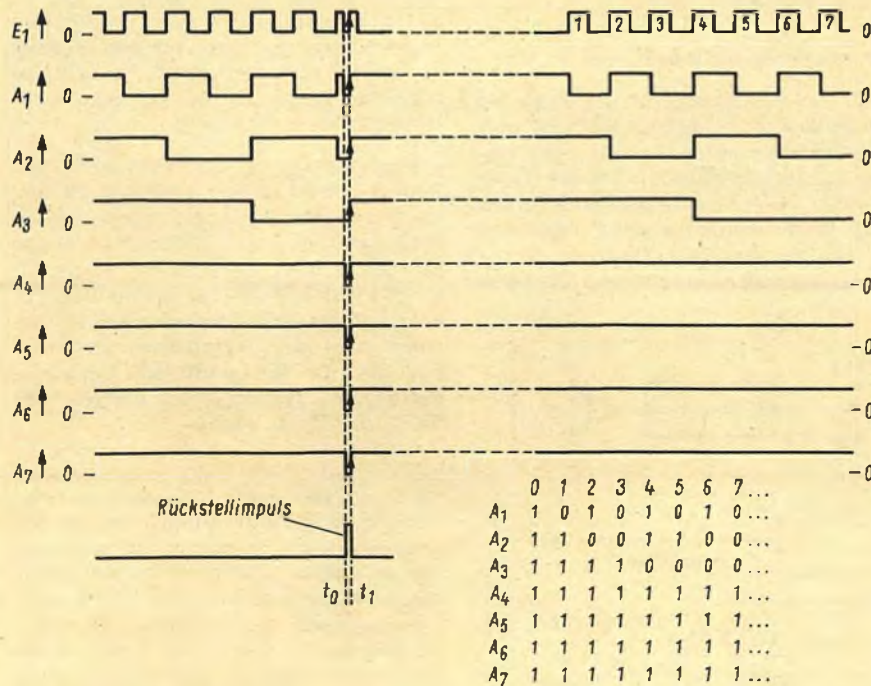 E1 0 1 2 3 4 5 6 7 0
A1 0 0
A2 0 0
A3 0 0
A4 0 0
A5 0 0
A6 0 0
A7 0 0
Rückstellimpuls
t0 t1
0 1 2 3 4 5 6 7...
A1 1 0 1 0 1 0 1 0...
A2 1 1 0 0 1 1 0 0...
A3 1 1 1 1 0 0 0 0...
A4 1 1 1 1 1 1 1 1...
A5 1 1 1 1 1 1 1 1...
A6 1 1 1 1 1 1 1 1...
A7 1 1 1 1 1 1 1 1...